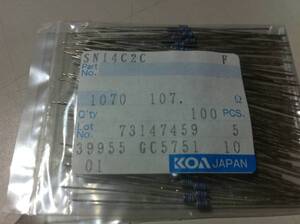 SN14C2C F
Part
No.
1070 107. Ω
Q'ty 100 PCS.
Lot 73147459 5
No. 39955 GC5751 10
01 KOA JAPAN